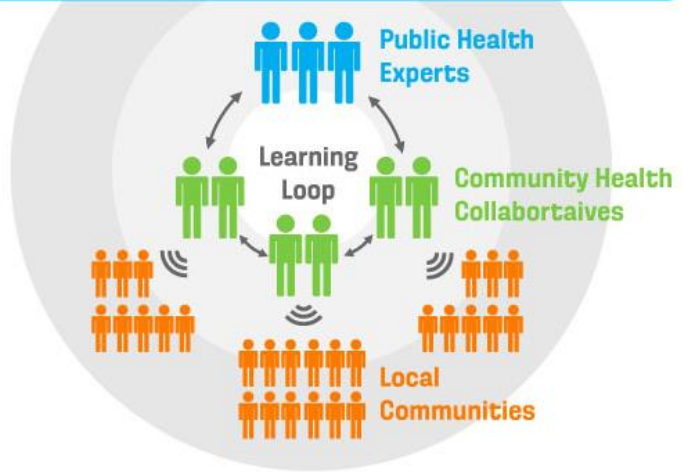 Public Health
Experts
Learning
Loop
Community Health
Collabortaives
Local
Communities